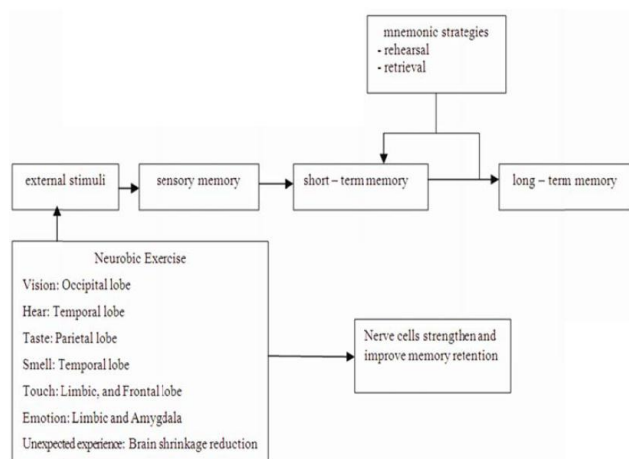 mnemonic strategies
- rehearsal
- retrieval
external stimuli
sensory memory
short – term memory
long – term memory
Neurobic Exercise
Vision: Occipital lobe
Hear: Temporal lobe
Taste: Parietal lobe
Smell: Temporal lobe
Touch: Limbic, and Frontal lobe
Emotion: Limbic and Amygdala
Unexpected experience: Brain shrinkage reduction
Nerve cells strengthen and
improve memory retention